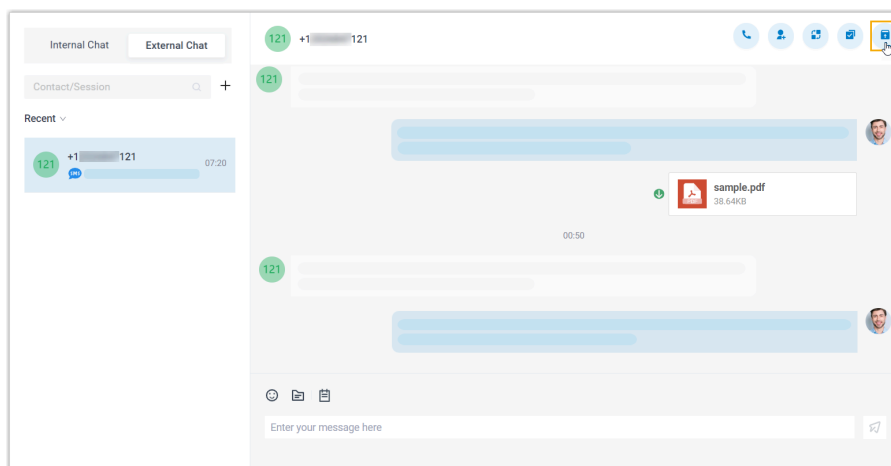 Internal Chat
External Chat
Contact/Session
Recent
121
+1 121
07:20
121
+1 121
121
sample.pdf
38.64KB
00:50
121
Enter your message here